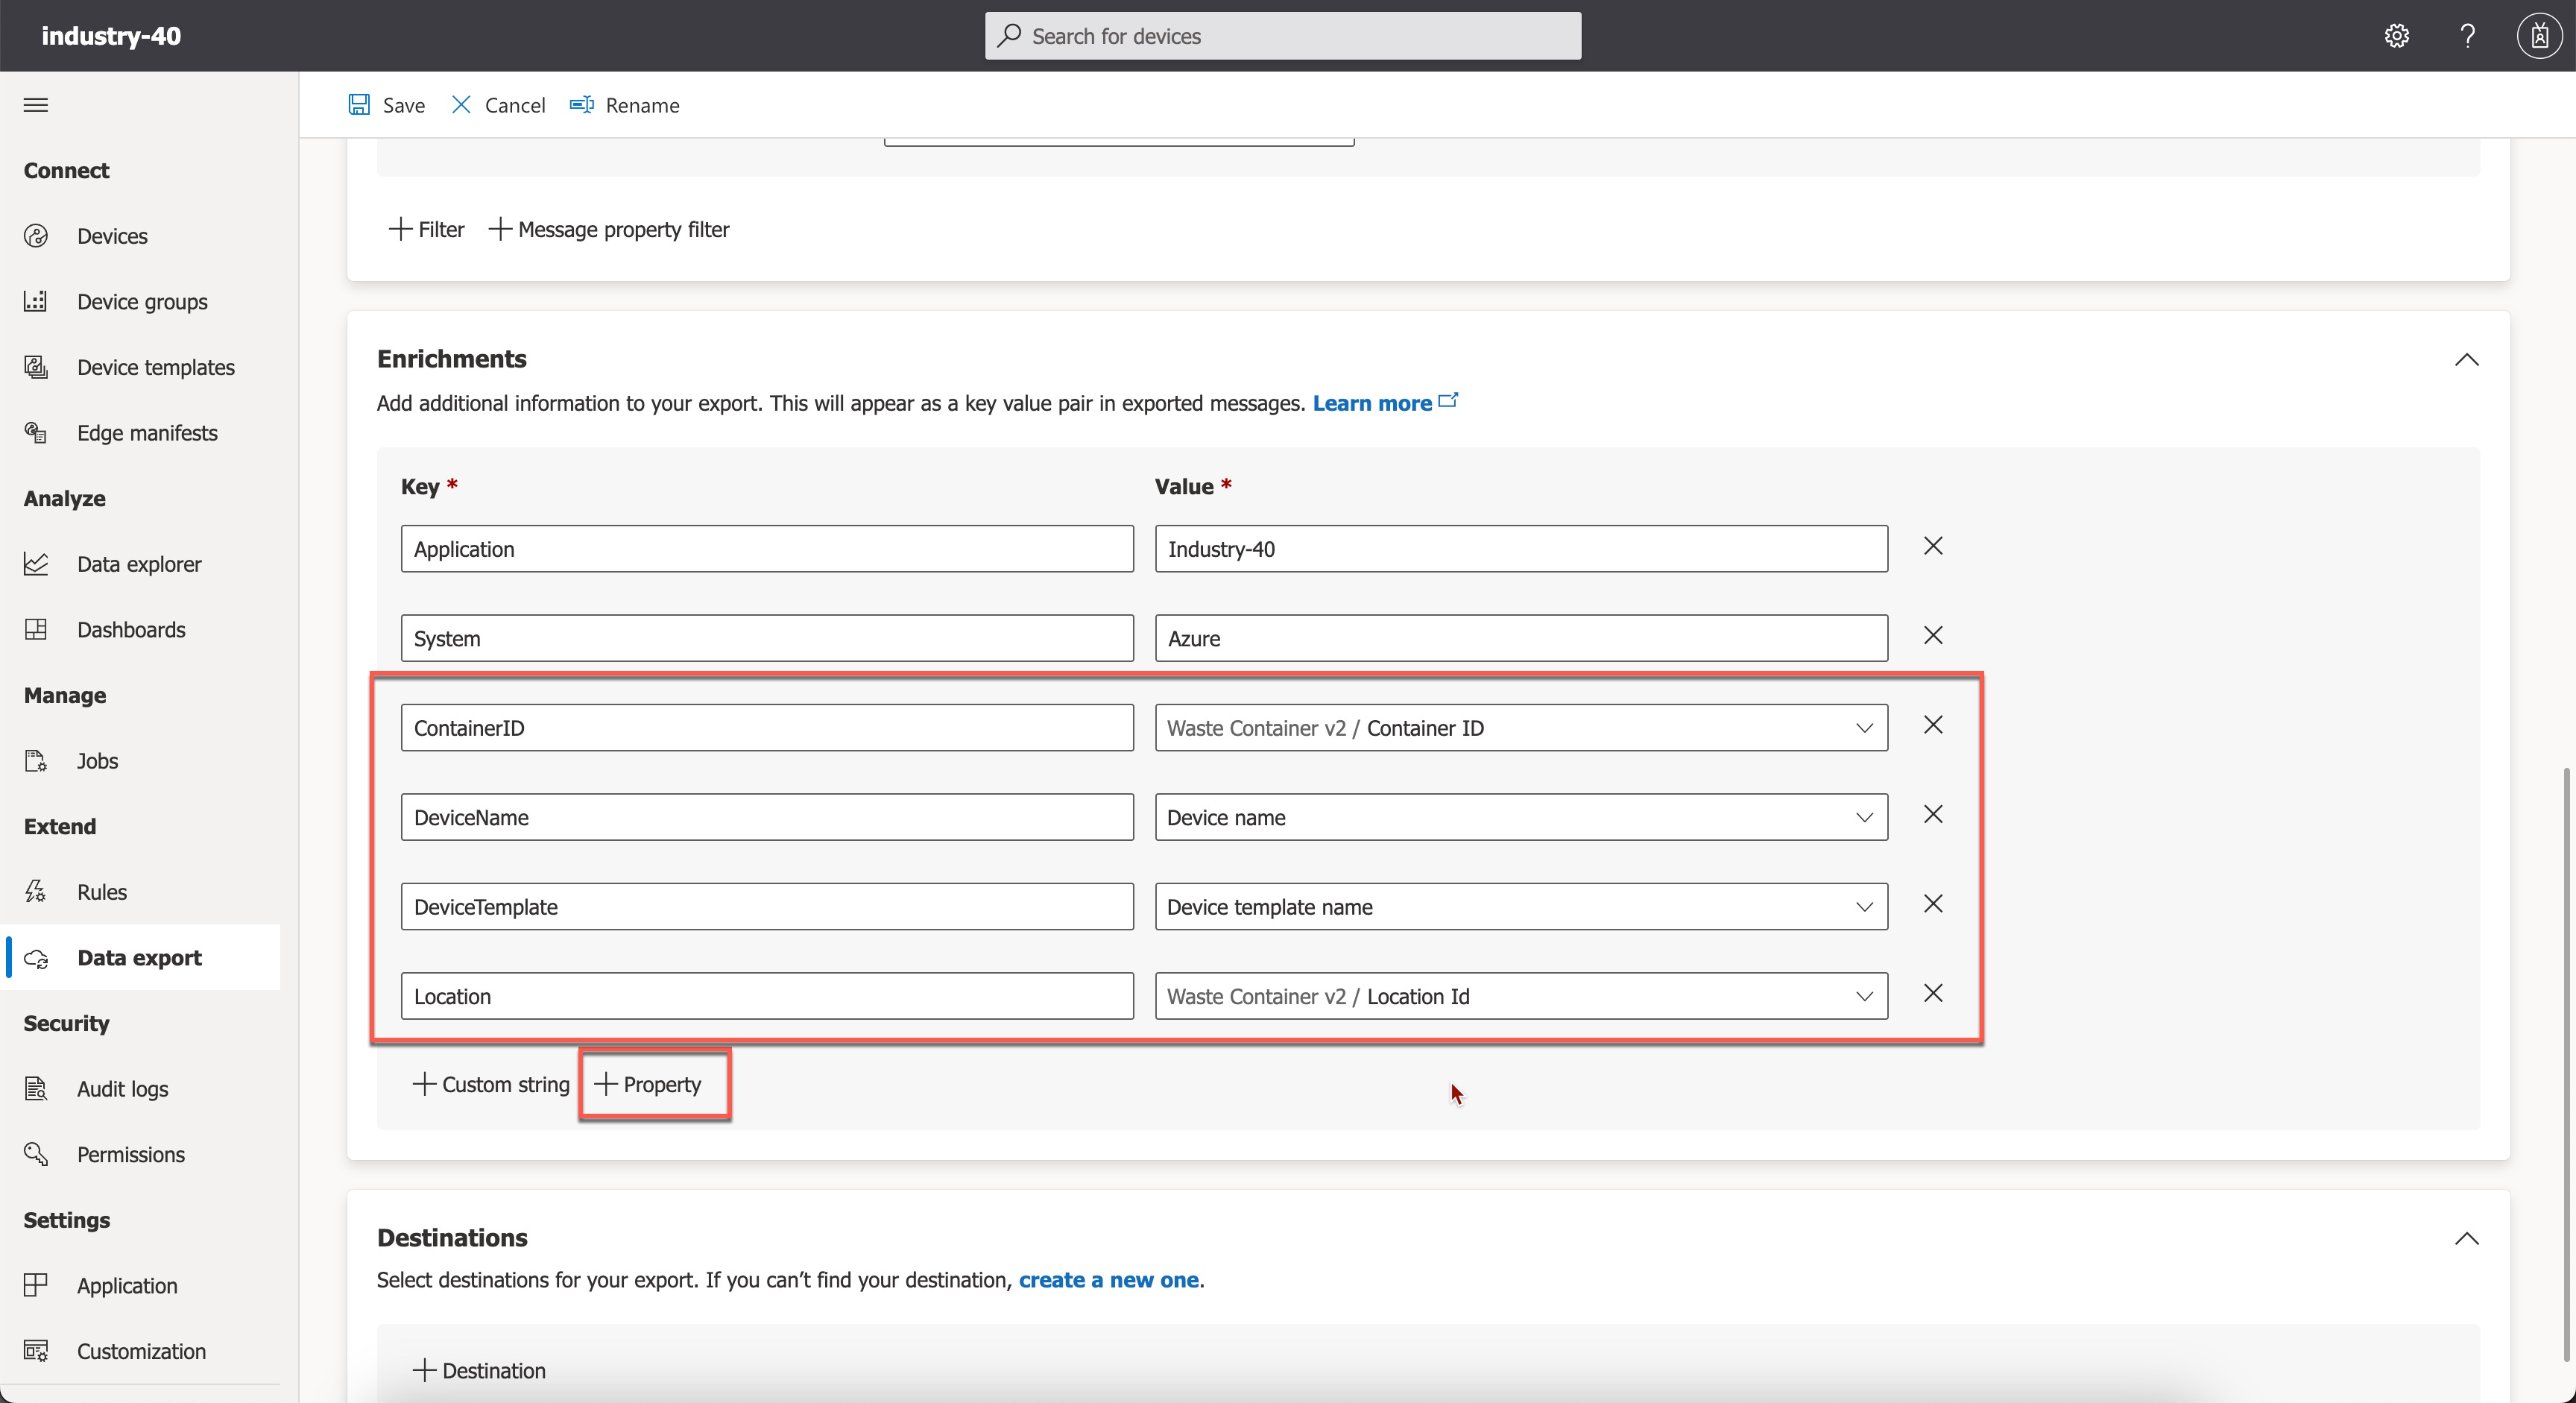 industry-40
Search for devices
?
Save Cancel Rename
Connect
Devices
Device groups
Device templates
Edge manifests
Analyze
Data explorer
Dashboards
Manage
Jobs
Extend
Rules
Data export
Security
Audit logs
Permissions
Settings
Application
Customization
+ Filter + Message property filter
Enrichments
Add additional information to your export. This will appear as a key value pair in exported messages. Learn more
Key * Value *
Application Industry-40
System Azure
ContainerID Waste Container v2 / Container ID
DeviceName Device name
DeviceTemplate Device template name
Location Waste Container v2 / Location Id
+ Custom string + Property
Destinations
Select destinations for your export. If you can’t find your destination, create a new one.
+ Destination